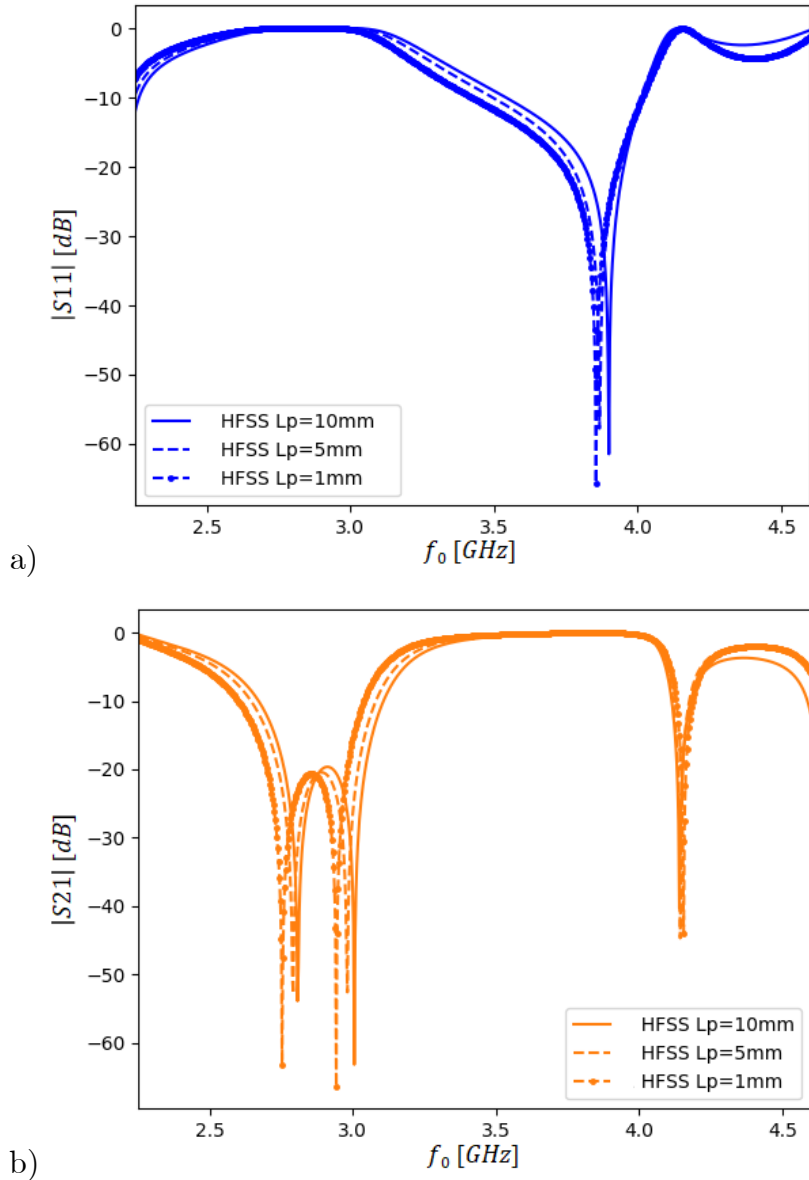 0
−10
−20
−30
−40
−50
−60
|S11| [dB]
HFSS Lp=10mm
HFSS Lp=5mm
HFSS Lp=1mm
2.5 3.0 3.5 4.0 4.5
f₀ [GHz]
a)
0
−10
−20
−30
−40
−50
−60
|S21| [dB]
HFSS Lp=10mm
HFSS Lp=5mm
HFSS Lp=1mm
2.5 3.0 3.5 4.0 4.5
f₀ [GHz]
b)